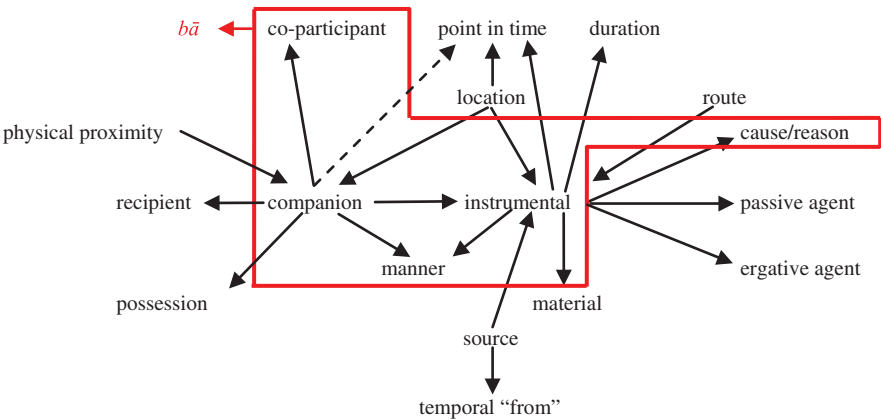 bā co-participant point in time duration
location route
physical proximity cause/reason
recipient companion instrumental passive agent
manner ergative agent
possession material
source
temporal “from”